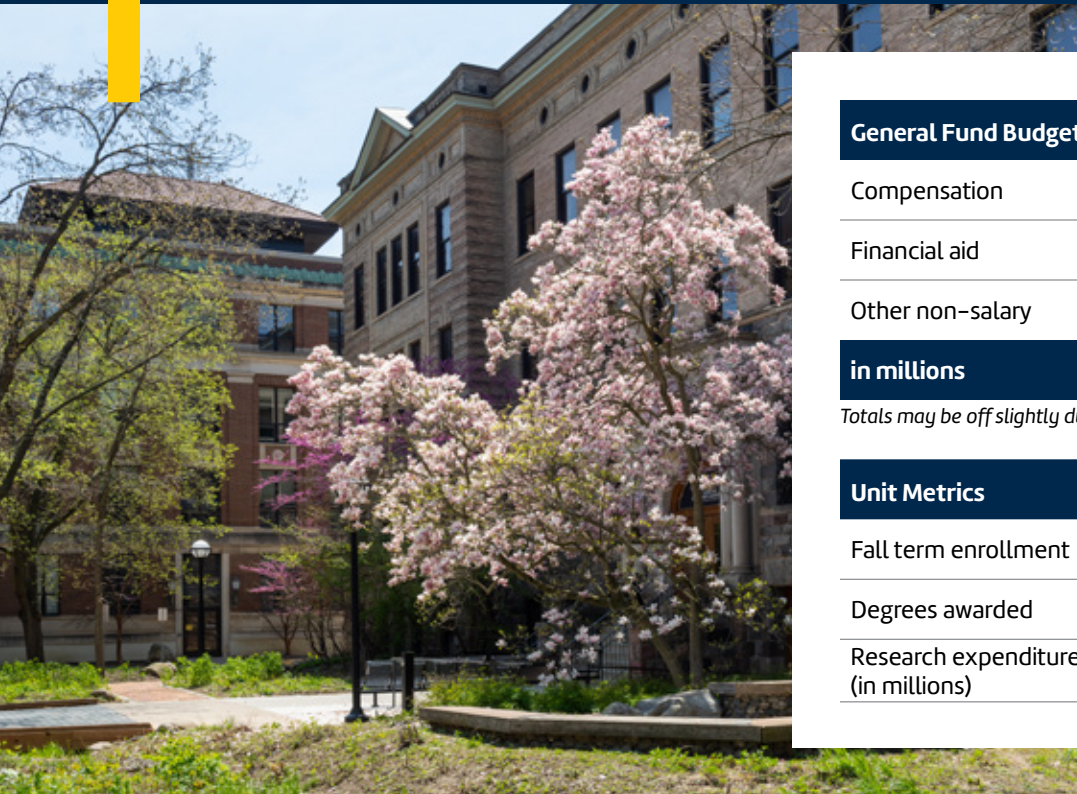 General Fund Budget
Compensation
Financial aid
Other non-salary
in millions
Totals may be off slightly
Unit Metrics
Fall term enrollment
Degrees awarded
Research
(in millions)